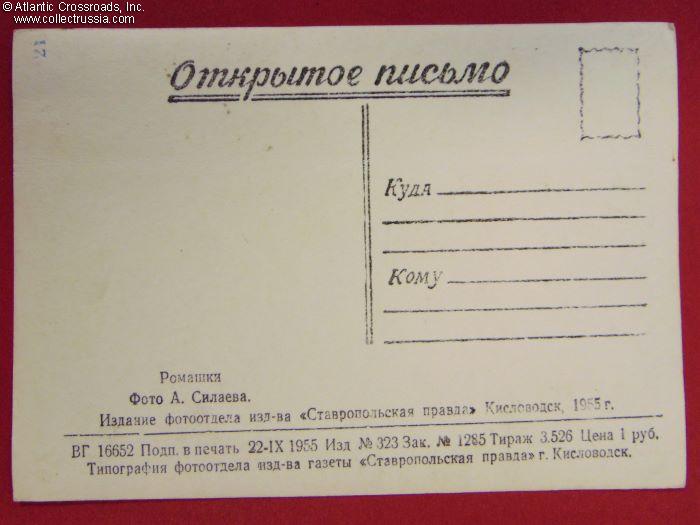 © Atlantic Crossroads, Inc.
www.collectrussia.com
21
Открытое письмо
Куда
Кому
Ромашки
Фото А. Силаева.
Издание фотоотдела изд-ва «Ставропольская правда» Кисловодск, 1955 г.
ВГ 16652 Подп. в печать 22-IX 1955 Изд № 323 Зак. № 1285 Тираж 3.526 Цена 1 руб.
Типография фотоотдела изд-ва газеты «Ставропольская правда» г. Кисловодск.